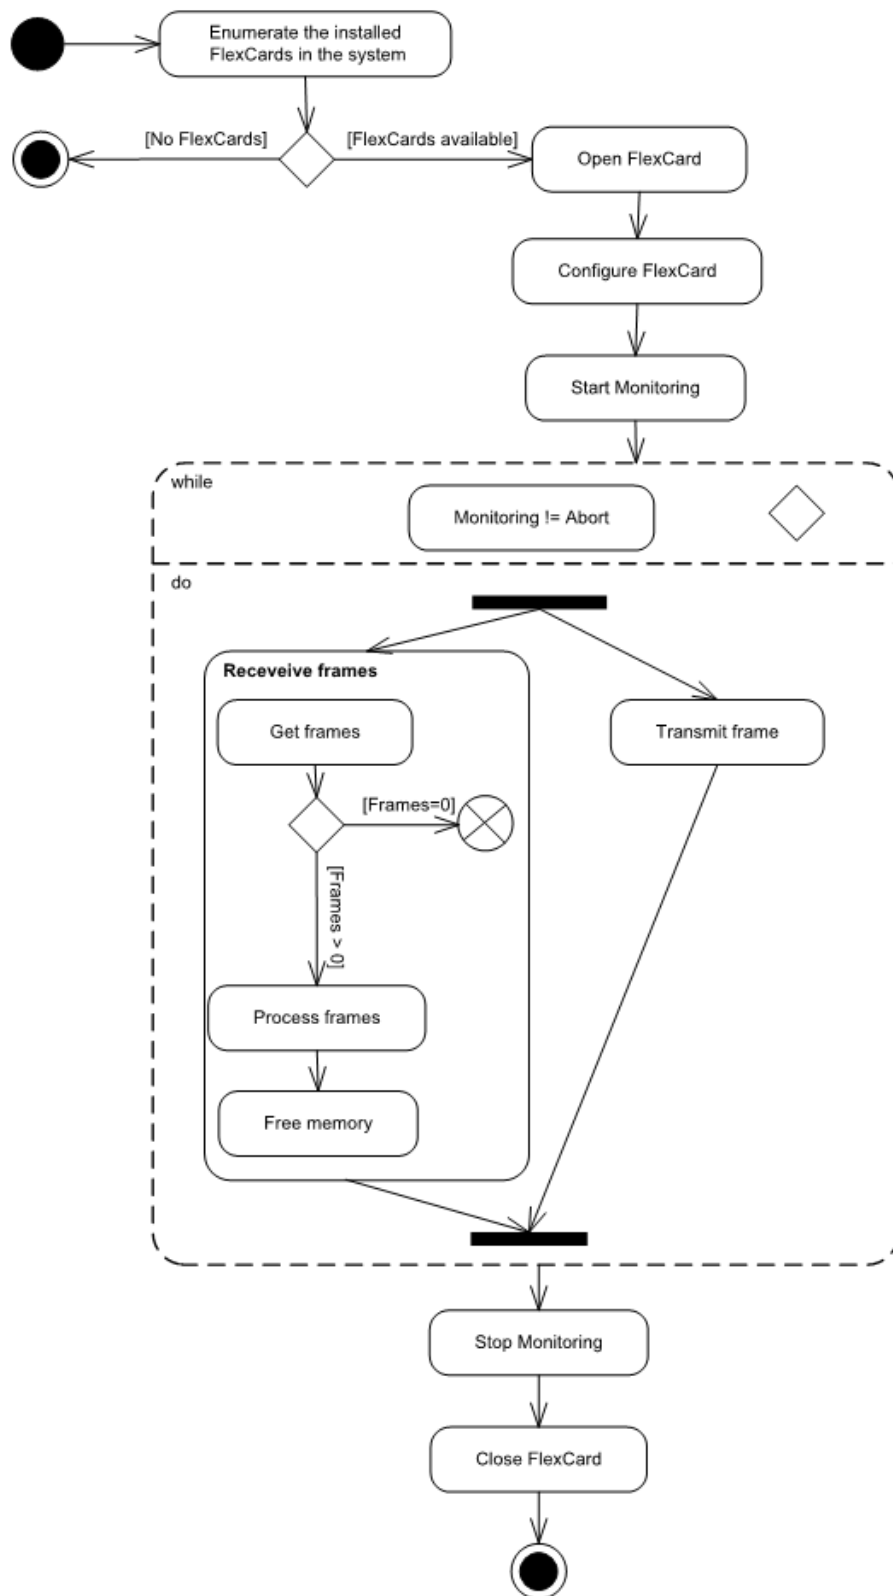 Enumerate the installed
FlexCards in the system
[No FlexCards]
[FlexCards available]
Open FlexCard
Configure FlexCard
Start Monitoring
while
Monitoring != Abort
do
Receveive frames
Get frames
Transmit frame
[Frames=0]
[Frames > 0]
Process frames
Free memory
Stop Monitoring
Close FlexCard